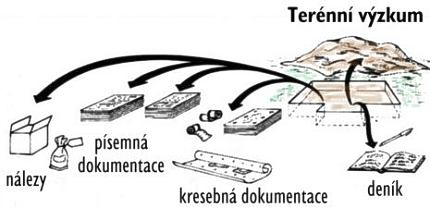 Terénní výzkum
písemná
dokumentace
nálezy
kresebná dokumentace
deník